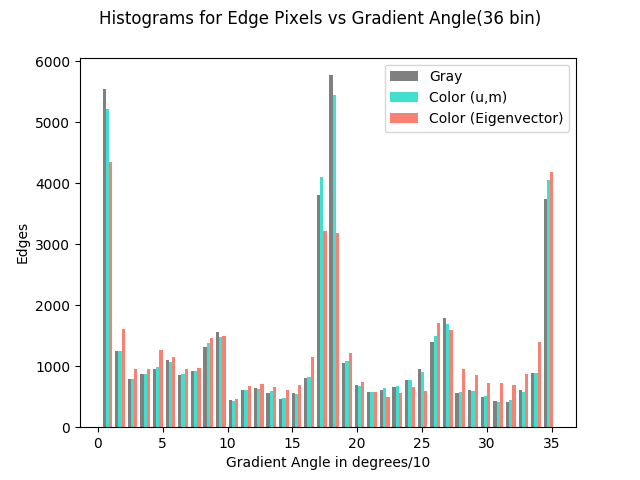 Histograms for Edge Pixels vs Gradient Angle(36 bin)
Gray
Color (u,m)
Color (Eigenvector)
Edges
6000
5000
4000
3000
2000
1000
0
0 5 10 15 20 25 30 35
Gradient Angle in degrees/10